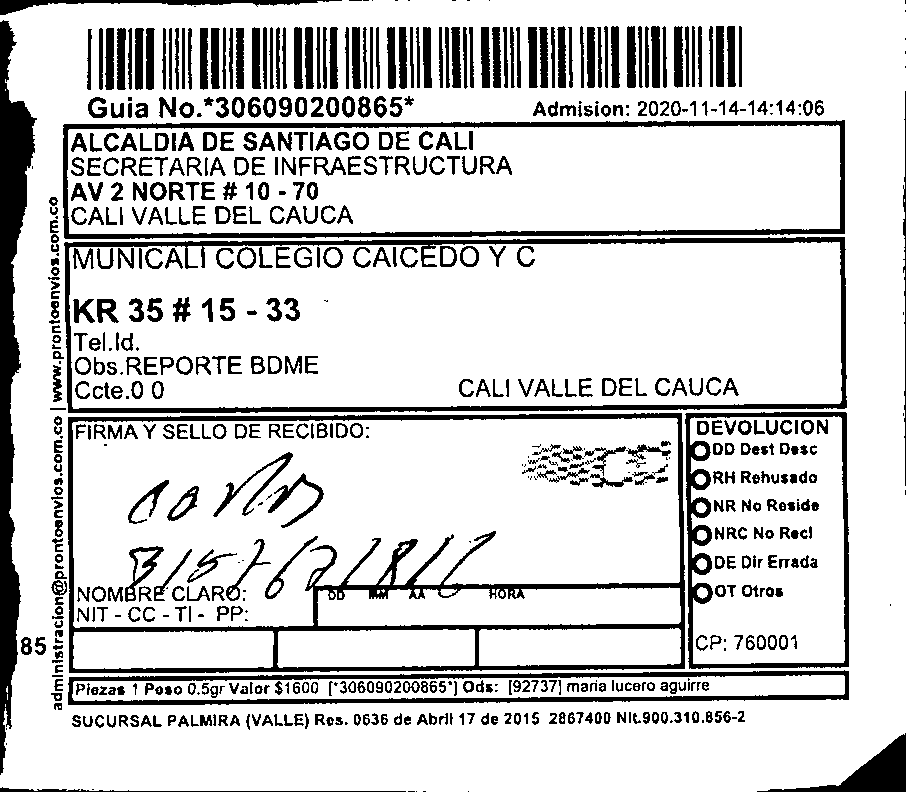 Guia No.*306090200865*
Admision: 2020-11-14-14:14:06
ALCALDIA DE SANTIAGO DE CALI
SECRETARIA DE INFRAESTRUCTURA
AV 2 NORTE # 10 - 70
CALI VALLE DEL CAUCA
MUNICALI COLEGIO CAICEDO Y C
KR 35 # 15 - 33
Tel.Id.
Obs.REPORTE BDME
Ccte.0 0
CALI VALLE DEL CAUCA
administracion@prontoenvios.com.co | www.prontoenvios.com.co
FIRMA Y SELLO DE RECIBIDO:
Carlos
NOMBRE CLARO:
NIT - CC - TI - PP:
DD MM AA HORA
DEVOLUCION
DD Dest Desc
RH Rehusado
NR No Reside
NRC No Recl
DE Dir Errada
OT Otros
CP: 760001
85
Piezas 1 Peso 0.5gr Valor $1600 [*306090200865*] Ods: [92737] maria lucero aguirre
SUCURSAL PALMIRA (VALLE) Res. 0636 de Abril 17 de 2015 2867400 Nit.900.310.856-2